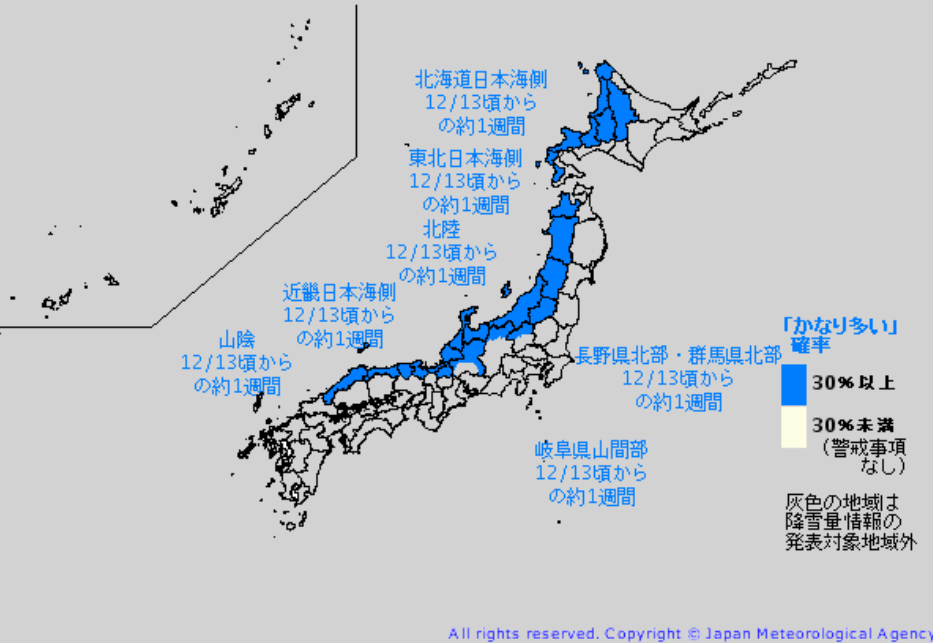 北海道日本海側
12/13頃から
の約1週間
東北日本海側
12/13頃から
の約1週間
北陸
12/13頃から
の約1週間
近畿日本海側
12/13頃から
の約1週間
山陰
12/13頃から
の約1週間
長野県北部・群馬県北部
12/13頃から
の約1週間
岐阜県山間部
12/13頃から
の約1週間
「かなり多い」
確率
30%以上
30%未満
(警戒事項
なし)
灰色の地域は
降雪量情報の
発表対象地域外
All rights reserved. Copyright © Japan Meteorological Agency